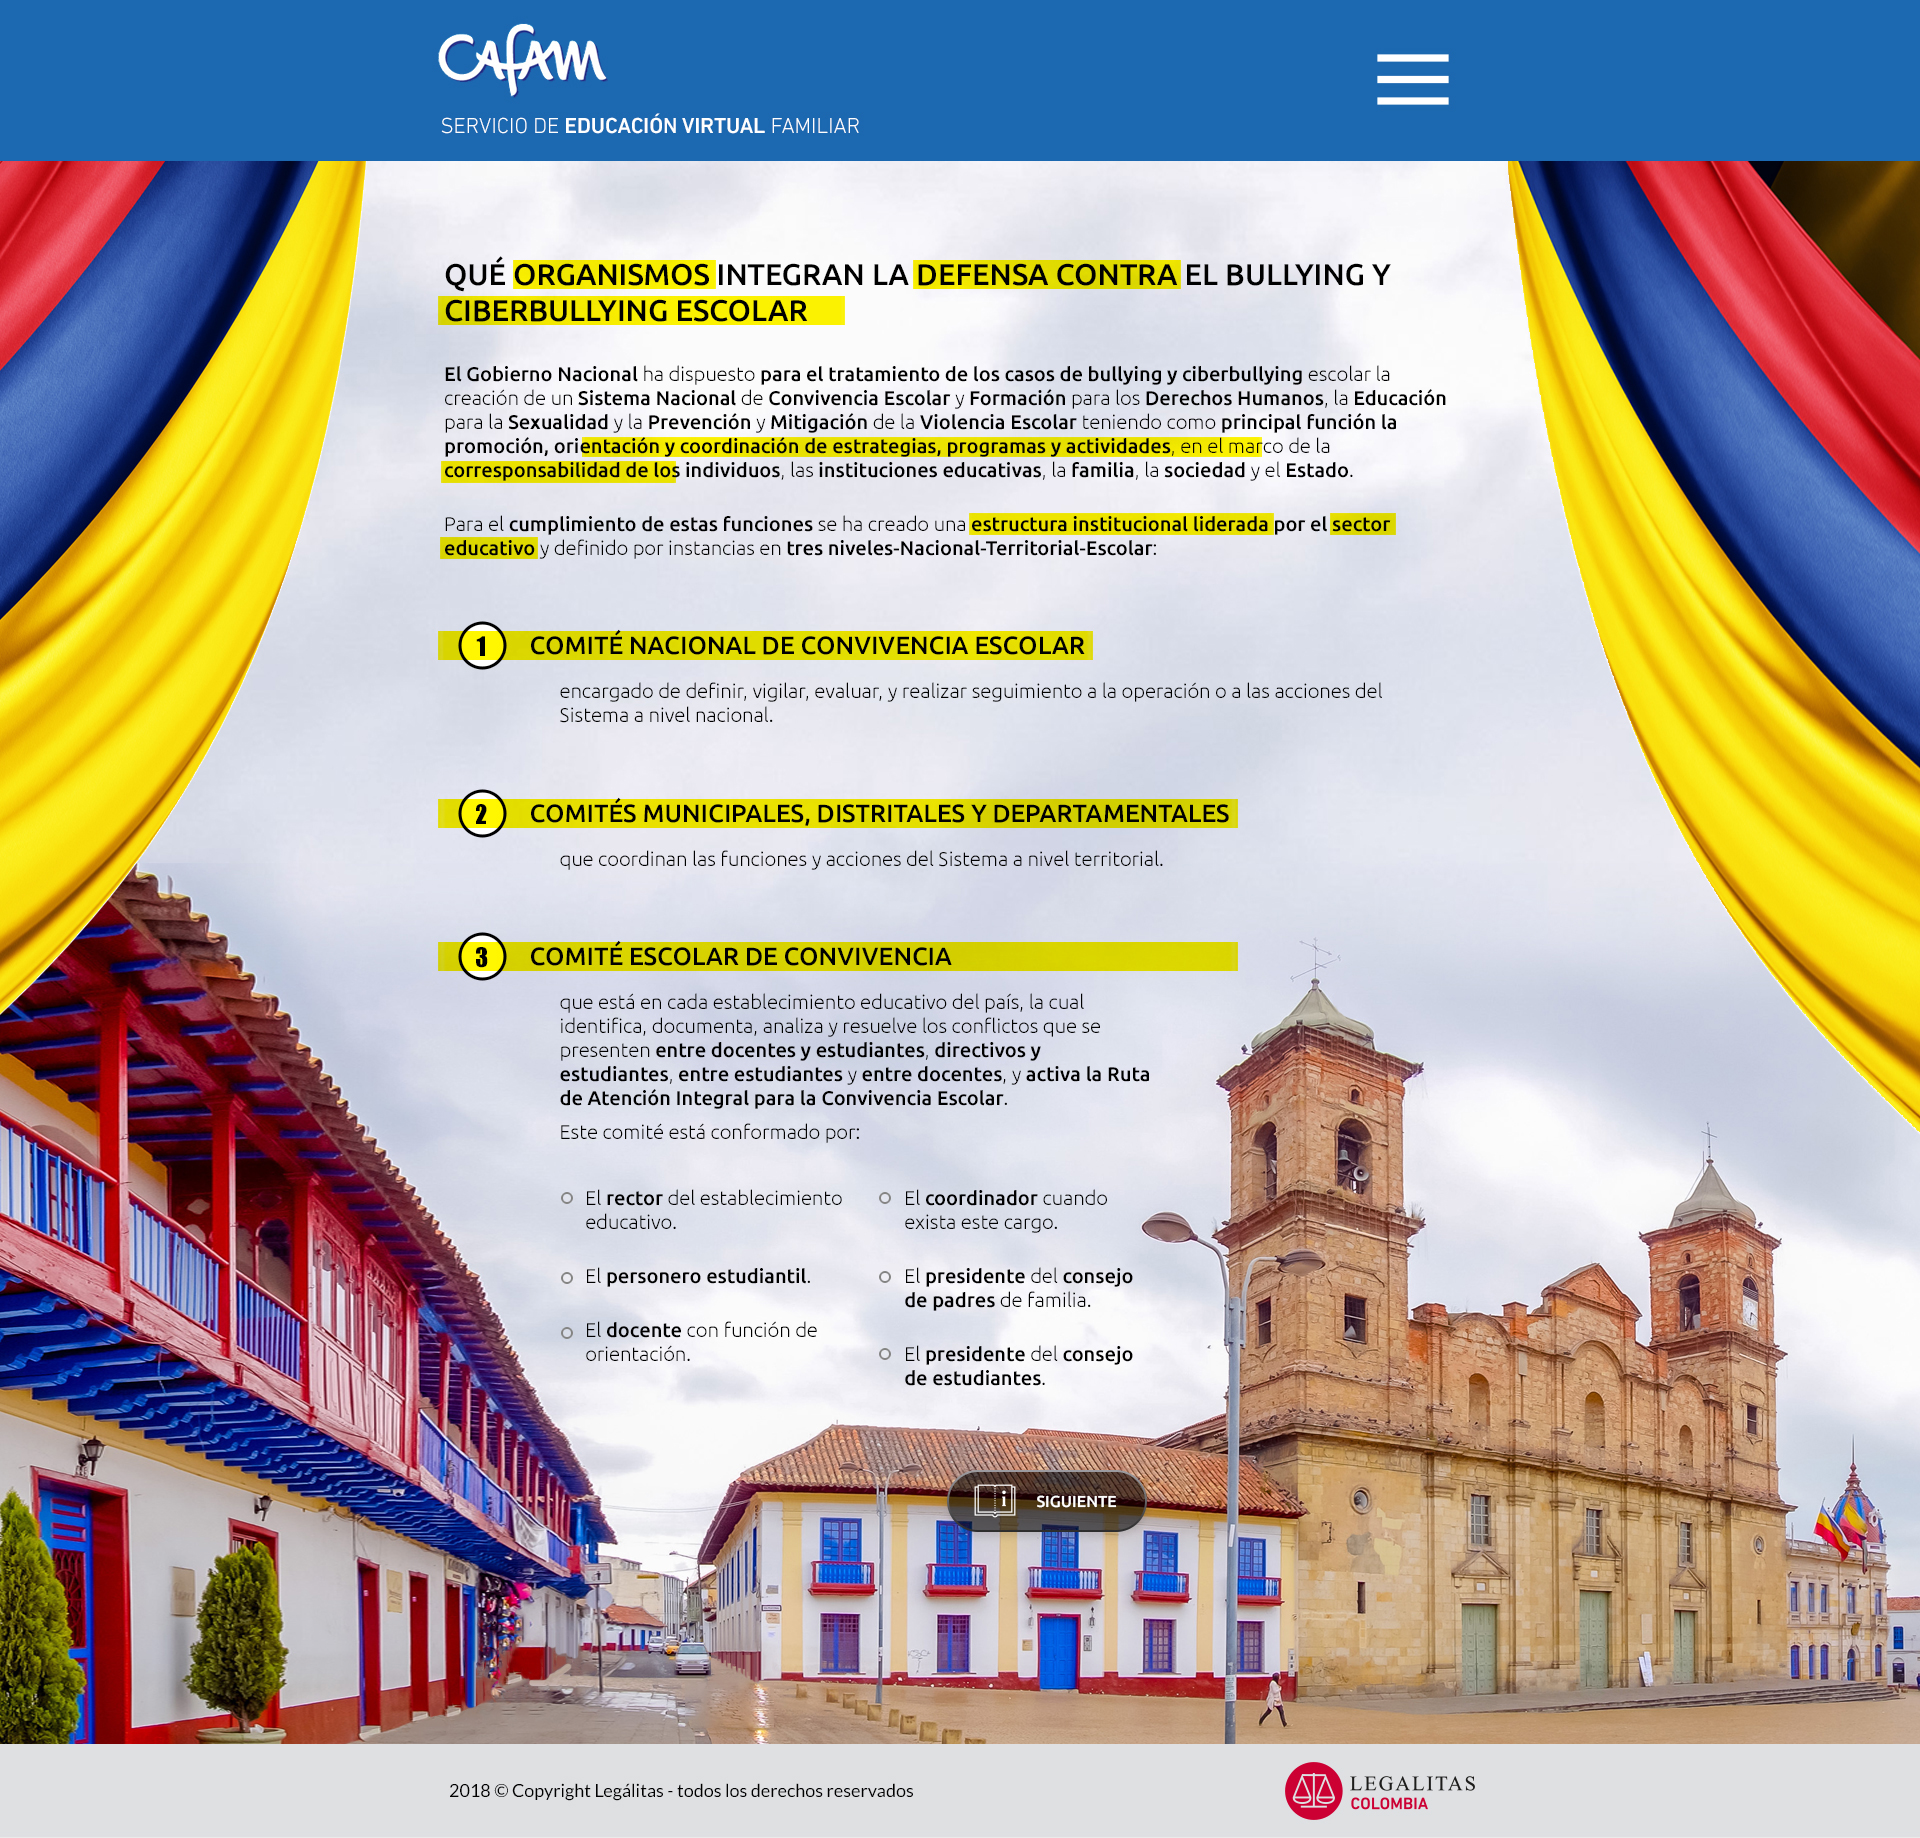 Cafam
SERVICIO DE EDUCACIÓN VIRTUAL FAMILIAR
QUÉ ORGANISMOS INTEGRAN LA DEFENSA CONTRA EL BULLYING Y
CIBERBULLYING ESCOLAR
El Gobierno Nacional ha dispuesto para el tratamiento de los casos de bullying y ciberbullying escolar la
creación de un Sistema Nacional de Convivencia Escolar y Formación para los Derechos Humanos, la Educación
para la Sexualidad y la Prevención y Mitigación de la Violencia Escolar teniendo como principal función la
promoción, orientación y coordinación de estrategias, programas y actividades, en el marco de la
corresponsabilidad de los individuos, las instituciones educativas, la familia, la sociedad y el Estado.
Para el cumplimiento de estas funciones se ha creado una estructura institucional liderada por el sector
educativo y definido por instancias en tres niveles-Nacional-Territorial-Escolar:
1 COMITÉ NACIONAL DE CONVIVENCIA ESCOLAR
encargado de definir, vigilar, evaluar, y realizar seguimiento a la operación o a las acciones del
Sistema a nivel nacional.
2 COMITÉS MUNICIPALES, DISTRITALES Y DEPARTAMENTALES
que coordinan las funciones y acciones del Sistema a nivel territorial.
3 COMITÉ ESCOLAR DE CONVIVENCIA
que está en cada establecimiento educativo del país, la cual
identifica, documenta, analiza y resuelve los conflictos que se
presenten entre docentes y estudiantes, directivos y
estudiantes, entre estudiantes y entre docentes, y activa la Ruta
de Atención Integral para la Convivencia Escolar.
Este comité está conformado por:
El rector del establecimiento
educativo.
El personero estudiantil.
El docente con función de
orientación.
El coordinador cuando
exista este cargo.
El presidente del consejo
de padres de familia.
El presidente del consejo
de estudiantes.
SIGUIENTE
2018 © Copyright Legálitas - todos los derechos reservados
LEGALITAS
COLOMBIA